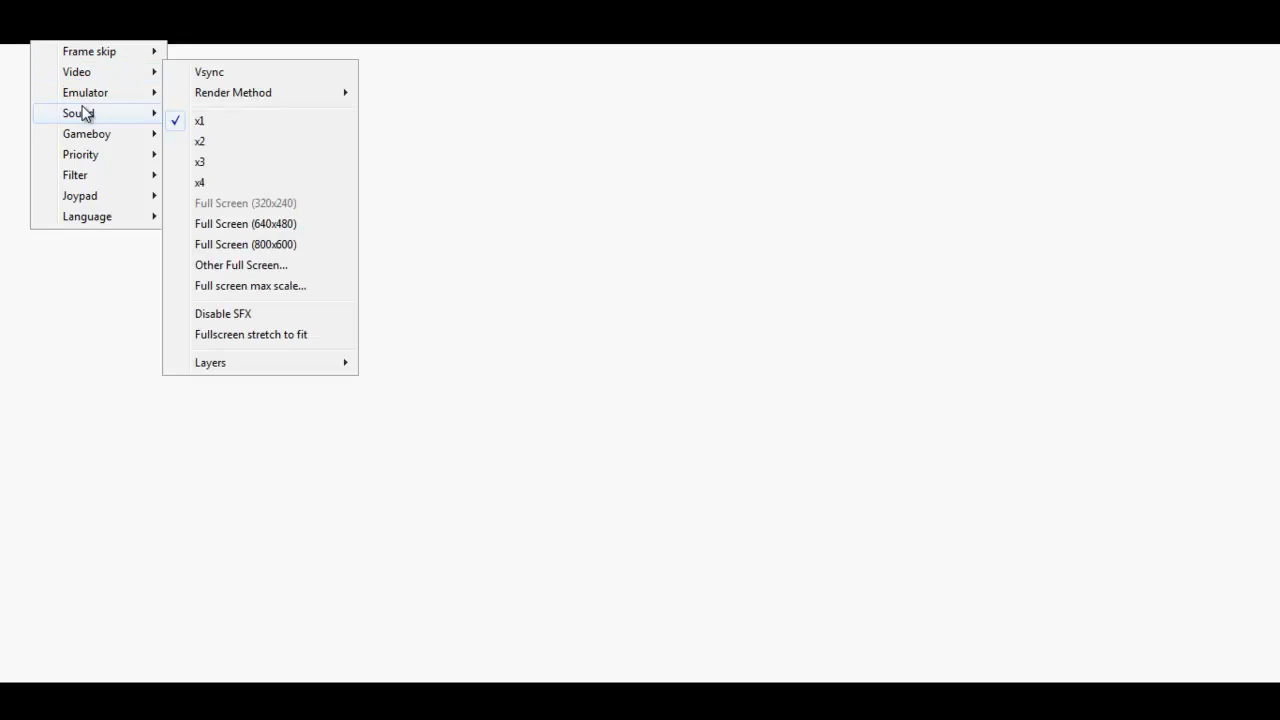 Frame skip
Video
Emulator
Sound
Gameboy
Priority
Filter
Joypad
Language
Vsync
Render Method
x1
x2
x3
x4
Full Screen (320x240)
Full Screen (640x480)
Full Screen (800x600)
Other Full Screen...
Full screen max scale...
Disable SFX
Fullscreen stretch to fit
Layers